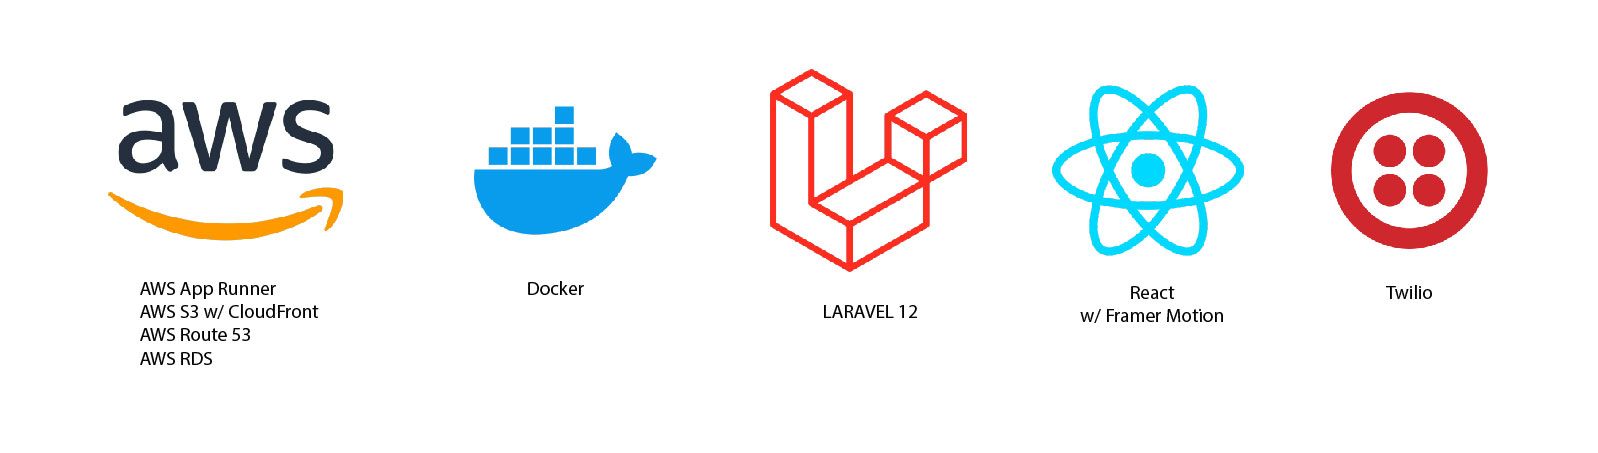 aws
AWS App Runner
AWS S3 w/ CloudFront
AWS Route 53
AWS RDS
Docker
LARAVEL 12
React
w/ Framer Motion
Twilio